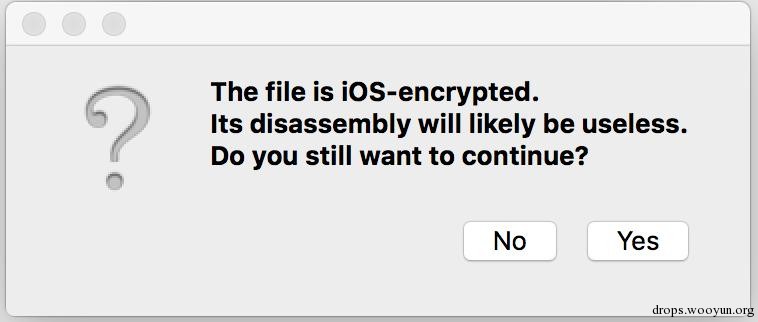 The file is iOS-encrypted.
Its disassembly will likely be useless.
Do you still want to continue?
No
Yes
drops.wooyun.org